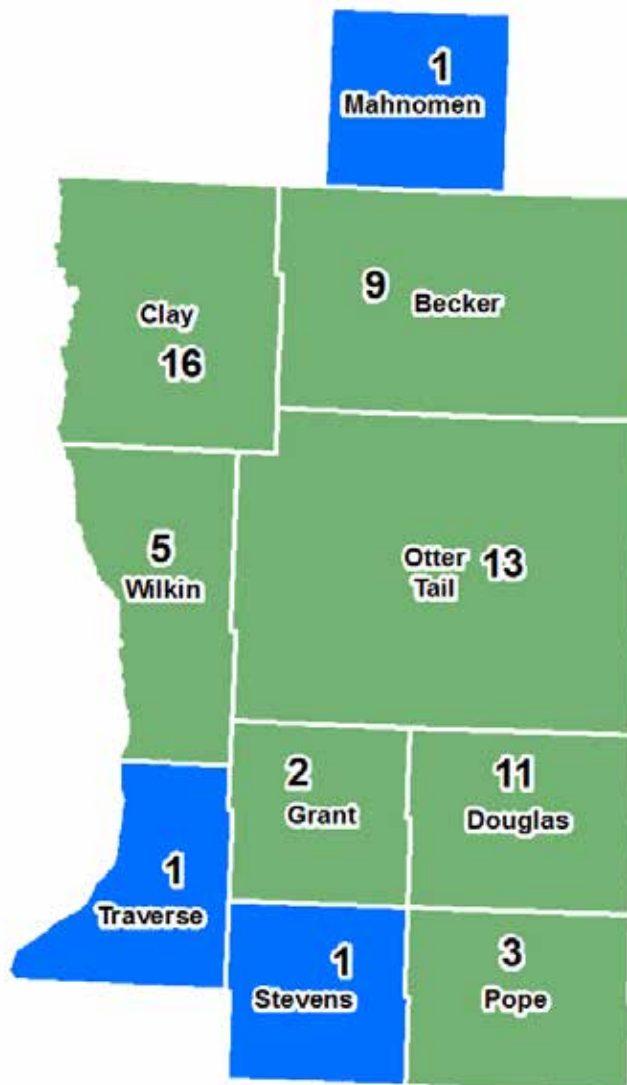 1
Mahnomen
9 Becker
Clay
16
5
Wilkin
Otter 13
Tail
2
Grant
11
Douglas
1
Traverse
1
Stevens
3
Pope